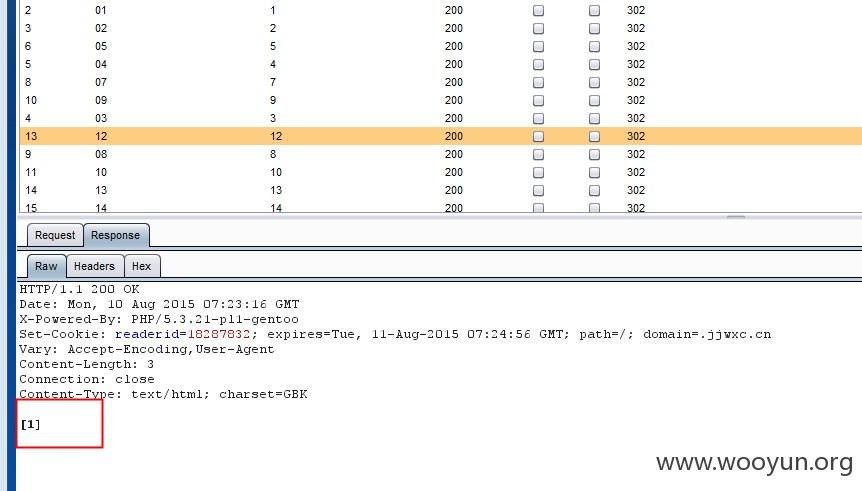 2 01 1 200 302
3 02 2 200 302
6 05 5 200 302
5 04 4 200 302
8 07 7 200 302
10 09 9 200 302
4 03 3 200 302
13 12 12 200 302
9 08 8 200 302
11 10 10 200 302
14 13 13 200 302
15 14 14 200 302
Request Response
Raw Headers Hex
HTTP/1.1 200 OK
Date: Mon, 10 Aug 2015 07:23:16 GMT
X-Powered-By: PHP/5.3.21-pl1-gentoo
Set-Cookie: readerid=18287832; expires=Tue, 11-Aug-2015 07:24:56 GMT; path=/; domain=.jjwxc.cn
Vary: Accept-Encoding,User-Agent
Content-Length: 3
Connection: close
Content-Type: text/html; charset=GBK
[1]
www.wooyun.org